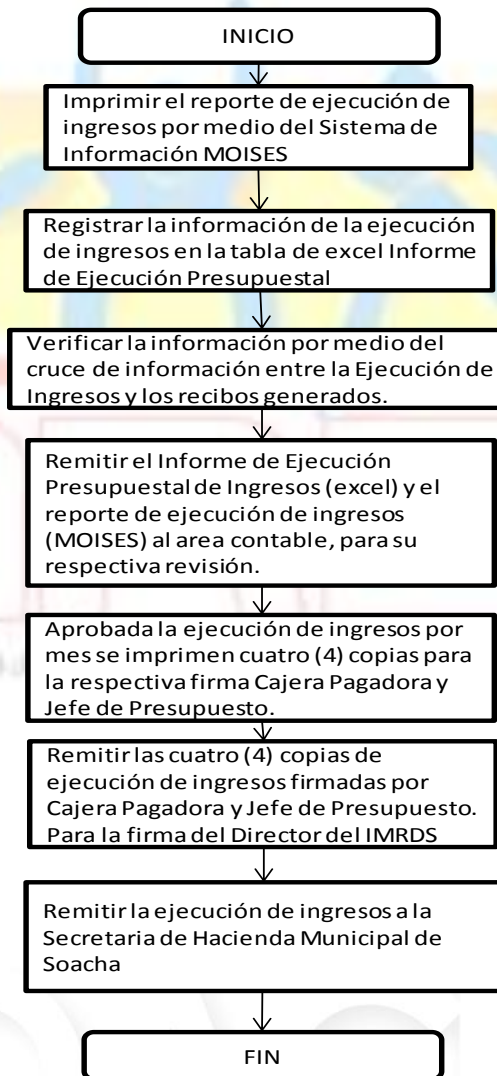 INICIO
Imprimir el reporte de ejecución de
ingresos por medio del Sistema de
Información MOISES
Registrar la información de la ejecución
de ingresos en la tabla de excel Informe
de Ejecución Presupuestal
Verificar la información por medio del
cruce de información entre la Ejecución de
Ingresos y los recibos generados.
Remitir el Informe de Ejecución
Presupuestal de Ingresos (excel) y el
reporte de ejecución de ingresos
(MOISES) al area contable, para su
respectiva revisión.
Aprobada la ejecución de ingresos por
mes se imprimen cuatro (4) copias para
la respectiva firma Cajera Pagadora y
Jefe de Presupuesto.
Remitir las cuatro (4) copias de
ejecución de ingresos firmadas por
Cajera Pagadora y Jefe de Presupuesto.
Para la firma del Director del IMRDS
Remitir la ejecución de ingresos a la
Secretaria de Hacienda Municipal de
Soacha
FIN